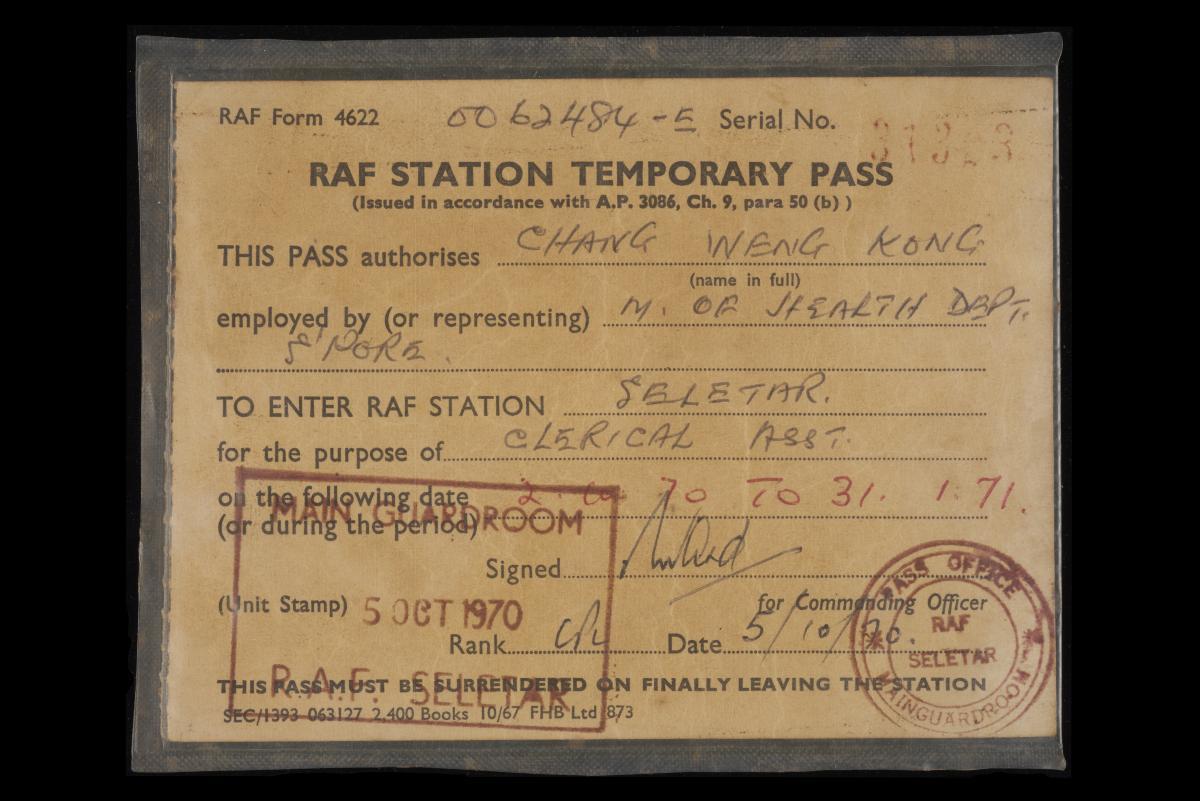 RAF Form 4622 0062484-E Serial No.
RAF STATION TEMPORARY PASS
(Issued in accordance with A.P. 3086, Ch. 9, para 50 (b) )
THIS PASS authorises CHANG WENG KONG
(name in full)
employed by (or representing) M. OF HEALTH DEPT.
S'PORE.
TO ENTER RAF STATION SELETAR.
for the purpose of CLERICAL ASST.
on the following date 70 TO 31. 1. 71.
(or during the period)
MAIN GUARDROOM
Signed
(Unit Stamp) for Commanding Officer
5 OCT 1970
Rank CPL Date 5/10/70.
R.A.F. SELETAR
THIS PASS MUST BE SURRENDERED ON FINALLY LEAVING THE STATION
SEC/1393 063127 2,400 Books 10/67 FHB Ltd 873
PASS OFFICE
RAF
SELETAR
MAINGUARDROOM